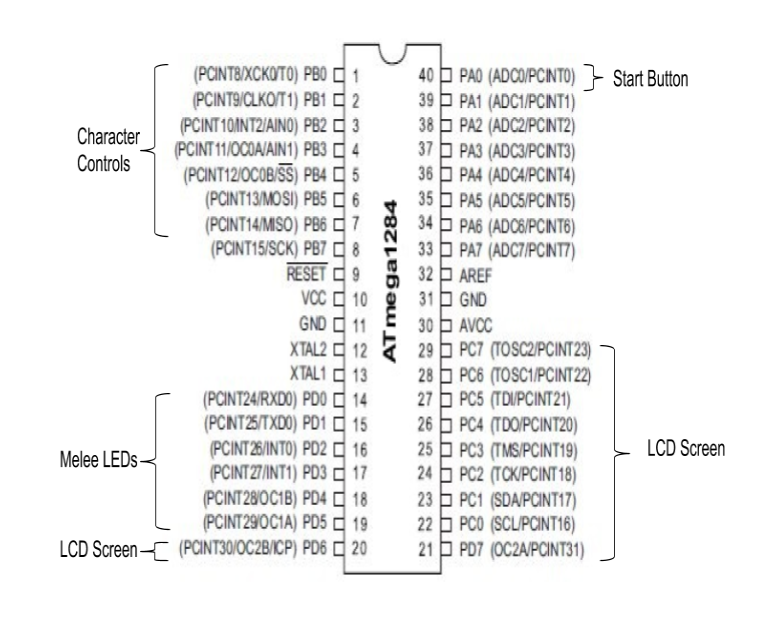 (PCINT8/XCK0/T0) PB0 1
(PCINT9/CLKO/T1) PB1 2
(PCINT10/INT2/AIN0) PB2 3
(PCINT11/OC0A/AIN1) PB3 4
(PCINT12/OC0B/SS) PB4 5
(PCINT13/MOSI) PB5 6
(PCINT14/MISO) PB6 7
(PCINT15/SCK) PB7 8
RESET 9
VCC 10
GND 11
XTAL2 12
XTAL1 13
(PCINT24/RXD0) PD0 14
(PCINT25/TXD0) PD1 15
(PCINT26/INT0) PD2 16
(PCINT27/INT1) PD3 17
(PCINT28/OC1B) PD4 18
(PCINT29/OC1A) PD5 19
(PCINT30/OC2B/ICP) PD6 20
Character
Controls
Melee LEDs
LCD Screen
ATmega1284
40 PA0 (ADC0/PCINT0)
39 PA1 (ADC1/PCINT1)
38 PA2 (ADC2/PCINT2)
37 PA3 (ADC3/PCINT3)
36 PA4 (ADC4/PCINT4)
35 PA5 (ADC5/PCINT5)
34 PA6 (ADC6/PCINT6)
33 PA7 (ADC7/PCINT7)
32 AREF
31 GND
30 AVCC
29 PC7 (TOSC2/PCINT23)
28 PC6 (TOSC1/PCINT22)
27 PC5 (TDI/PCINT21)
26 PC4 (TDO/PCINT20)
25 PC3 (TMS/PCINT19)
24 PC2 (TCK/PCINT18)
23 PC1 (SDA/PCINT17)
22 PC0 (SCL/PCINT16)
21 PD7 (OC2A/PCINT31)
Start Button
LCD Screen